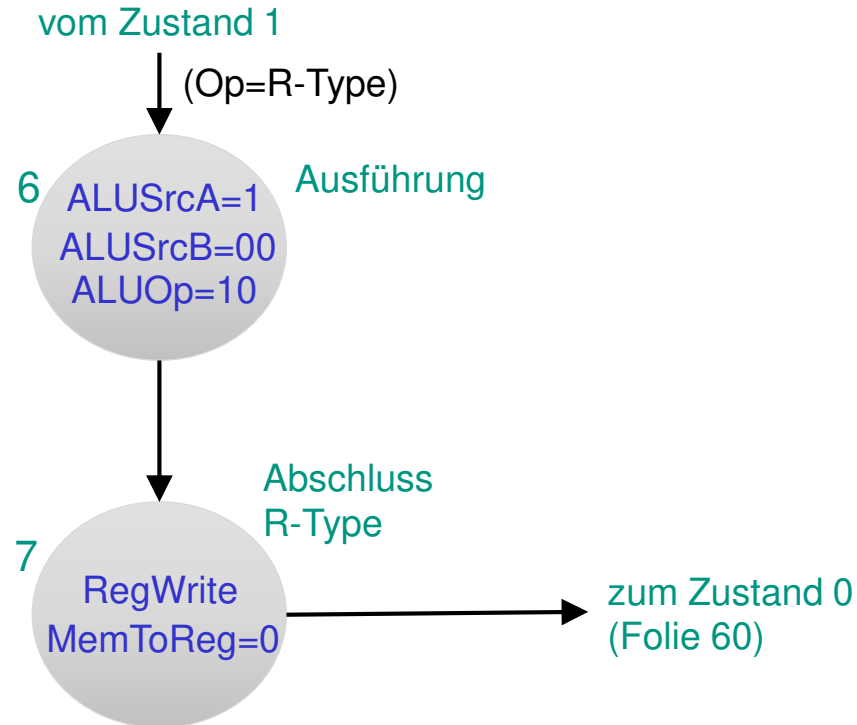 vom Zustand 1
(Op=R-Type)
6
Ausführung
ALUSrcA=1
ALUSrcB=00
ALUOp=10
Abschluss
R-Type
7
RegWrite
MemToReg=0
zum Zustand 0
(Folie 60)